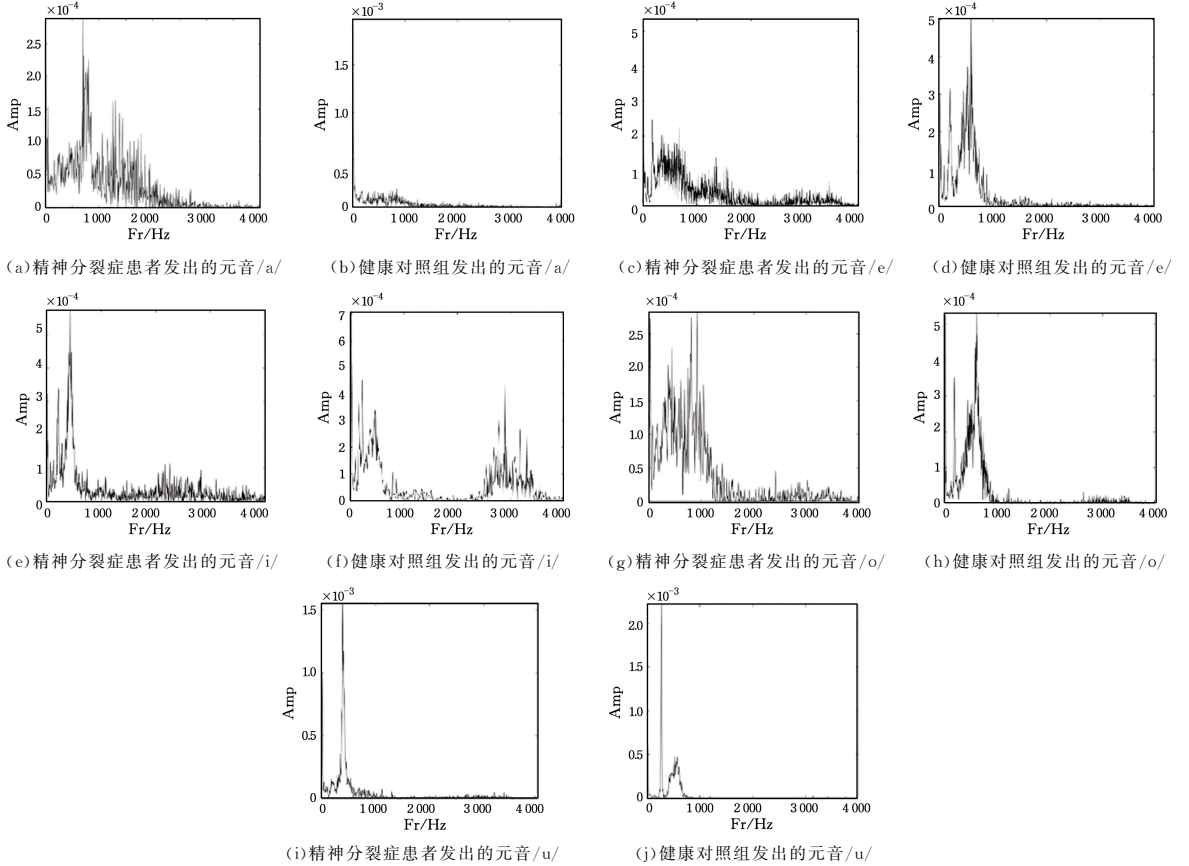 ×10⁻⁴
2.5
2.0
1.5
1.0
0.5
0
Amp
0 1 000 2 000 3 000 4 000
Fr/Hz
(a)精神分裂症患者发出的元音/a/
×10⁻³
1.5
1.0
0.5
0
Amp
0 1 000 2 000 3 000 4 000
Fr/Hz
(b)健康对照组发出的元音/a/
×10⁻⁴
5
4
3
2
1
0
Amp
0 1 000 2 000 3 000 4 000
Fr/Hz
(c)精神分裂症患者发出的元音/e/
×10⁻⁴
5
4
3
2
1
0
Amp
0 1 000 2 000 3 000 4 000
Fr/Hz
(d)健康对照组发出的元音/e/
×10⁻⁴
5
4
3
2
1
0
Amp
0 1 000 2 000 3 000 4 000
Fr/Hz
(e)精神分裂症患者发出的元音/i/
×10⁻⁴
7
6
5
4
3
2
1
0
Amp
0 1 000 2 000 3 000 4 000
Fr/Hz
(f)健康对照组发出的元音/i/
×10⁻⁴
2.5
2.0
1.5
1.0
0.5
0
Amp
0 1 000 2 000 3 000 4 000
Fr/Hz
(g)精神分裂症患者发出的元音/o/
×10⁻⁴
5
4
3
2
1
0
Amp
0 1 000 2 000 3 000 4 000
Fr/Hz
(h)健康对照组发出的元音/o/
×10⁻³
1.5
1.0
0.5
0
Amp
0 1 000 2 000 3 000 4 000
Fr/Hz
(i)精神分裂症患者发出的元音/u/
×10⁻³
2.0
1.5
1.0
0.5
0
Amp
0 1 000 2 000 3 000 4 000
Fr/Hz
(j)健康对照组发出的元音/u/